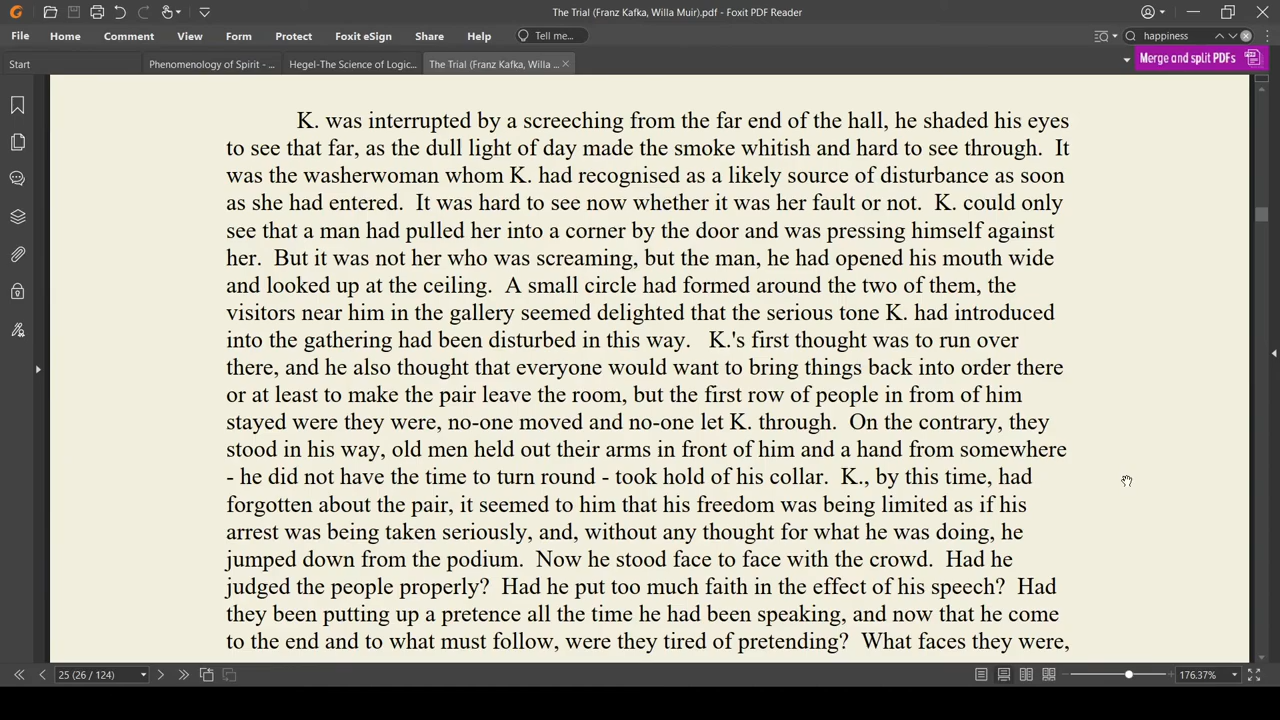 The Trial (Franz Kafka, Willa Muir).pdf - Foxit PDF Reader
File Home Comment View Form Protect Foxit eSign Share Help Tell me... happiness
Start Phenomenology of Spirit - ... Hegel-The Science of Logic... The Trial (Franz Kafka, Willa ... Merge and split PDFs
K. was interrupted by a screeching from the far end of the hall, he shaded his eyes
to see that far, as the dull light of day made the smoke whitish and hard to see through.  It
was the washerwoman whom K. had recognised as a likely source of disturbance as soon
as she had entered.  It was hard to see now whether it was her fault or not.  K. could only
see that a man had pulled her into a corner by the door and was pressing himself against
her.  But it was not her who was screaming, but the man, he had opened his mouth wide
and looked up at the ceiling.  A small circle had formed around the two of them, the
visitors near him in the gallery seemed delighted that the serious tone K. had introduced
into the gathering had been disturbed in this way.   K.'s first thought was to run over
there, and he also thought that everyone would want to bring things back into order there
or at least to make the pair leave the room, but the first row of people in from of him
stayed were they were, no-one moved and no-one let K. through.  On the contrary, they
stood in his way, old men held out their arms in front of him and a hand from somewhere
- he did not have the time to turn round - took hold of his collar.  K., by this time, had
forgotten about the pair, it seemed to him that his freedom was being limited as if his
arrest was being taken seriously, and, without any thought for what he was doing, he
jumped down from the podium.  Now he stood face to face with the crowd.  Had he
judged the people properly?  Had he put too much faith in the effect of his speech?  Had
they been putting up a pretence all the time he had been speaking, and now that he come
to the end and to what must follow, were they tired of pretending?  What faces they were,
25 (26 / 124) 176.37%